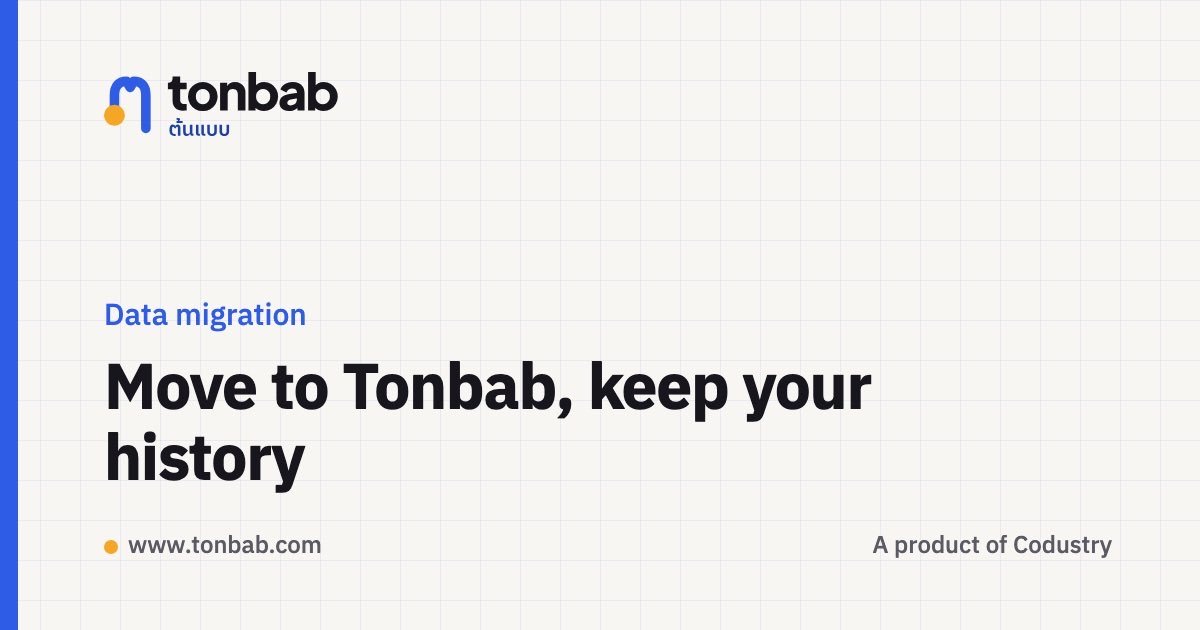 tonbab
ต้นแบบ
Data migration
Move to Tonbab, keep your
history
www.tonbab.com
A product of Codustry